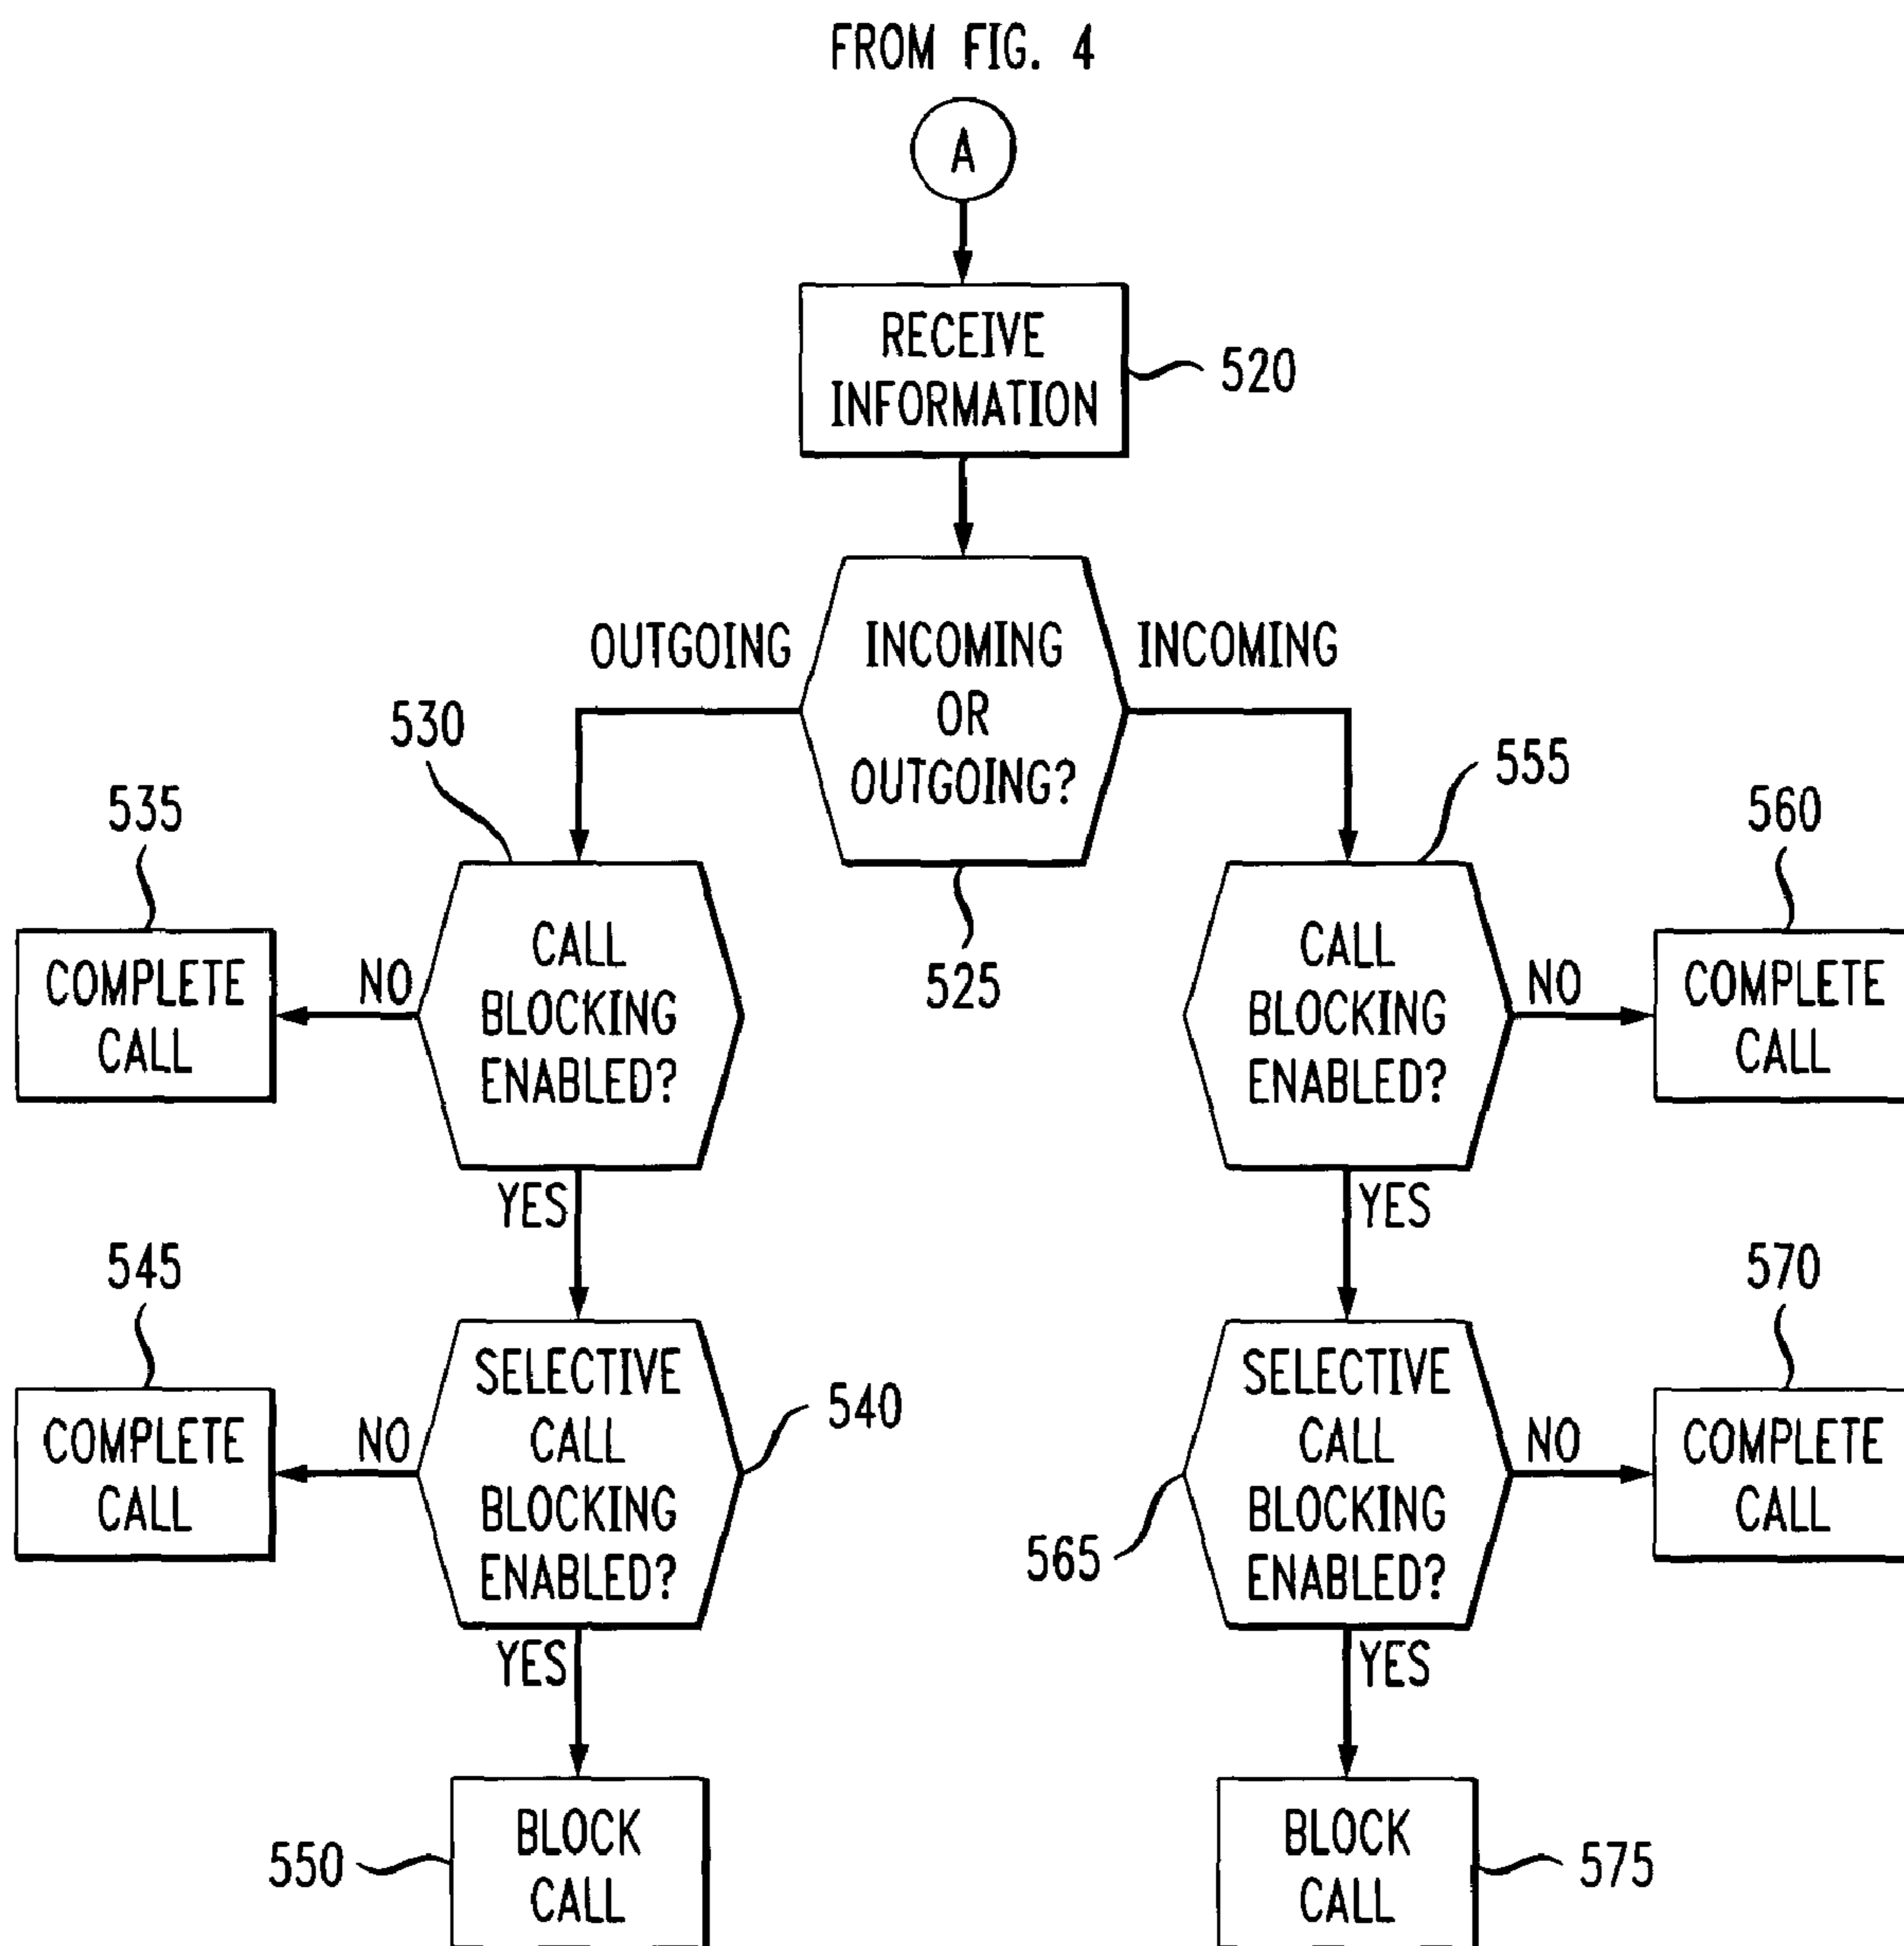 FROM FIG. 4
A
RECEIVE
INFORMATION
520
OUTGOING
INCOMING
OR
OUTGOING?
INCOMING
525
530
555
535
560
CALL
BLOCKING
ENABLED?
CALL
BLOCKING
ENABLED?
COMPLETE
CALL
NO
NO
COMPLETE
CALL
YES
YES
545
570
SELECTIVE
CALL
BLOCKING
ENABLED?
540
SELECTIVE
CALL
BLOCKING
ENABLED?
565
COMPLETE
CALL
NO
NO
COMPLETE
CALL
YES
YES
550
BLOCK
CALL
BLOCK
CALL
575